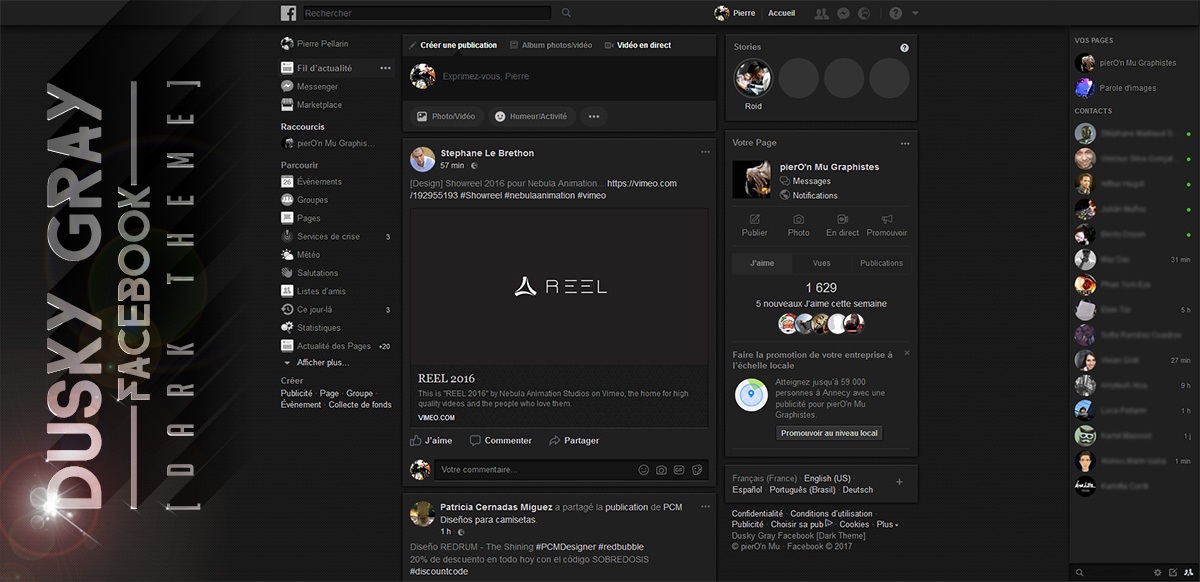 DUSKY GRAY
FACEBOOK
[ DARK THEME ]
Rechercher
Pierre
Accueil
Pierre Pellarin
Fil d'actualité
Messenger
Marketplace
Raccourcis
pierO'n Mu Graphis...
Parcourir
26
Événements
Groupes
Pages
Services de crise 3
Météo
Salutations
Listes d'amis
Ce jour-là 3
Statistiques
Actualité des Pages +20
Afficher plus...
Créer
Publicité · Page · Groupe
Événement · Collecte de fonds
Créer une publication
Album photos/vidéo
Vidéo en direct
Exprimez-vous, Pierre
Photo/Vidéo
Humeur/Activité
Stephane Le Brethon
57 min ·
[Design] Showreel 2016 pour Nebula Animation... https://vimeo.com
/192955193 #Showreel #nebulaanimation #vimeo
REEL
REEL 2016
This is "REEL 2016" by Nebula Animation Studios on Vimeo, the home for high
quality videos and the people who love them.
VIMEO.COM
J'aime
Commenter
Partager
Votre commentaire...
Patricia Cernadas Miguez a partagé la publication de PCM
Diseños para camisetas.
1 h ·
Diseño REDRUM - The Shining #PCMDesigner #redbubble
20% de descuento en todo hoy con el código SOBREDOSIS
#discountcode
Stories
?
Roid
Votre Page
pierO'n Mu Graphistes
Messages
Notifications
Publier
Photo
En direct
Promouvoir
J'aime
Vues
Publications
1 629
5 nouveaux J'aime cette semaine
Faire la promotion de votre entreprise à
l'échelle locale
Atteignez jusqu'à 59 000
personnes à Annecy avec une
publicité pour pierO'n Mu
Graphistes.
Promouvoir au niveau local
Français (France) · English (US)
Español · Português (Brasil) · Deutsch
Confidentialité · Conditions d'utilisation ·
Publicité · Choisir sa pub · Cookies · Plus
Dusky Gray Facebook [Dark Theme]
© pierO'n Mu · Facebook © 2017
VOS PAGES
pierO'n Mu Graphistes
Parole d'images
CONTACTS
31 min
5 h
27 min
1 h
1 j
1 min